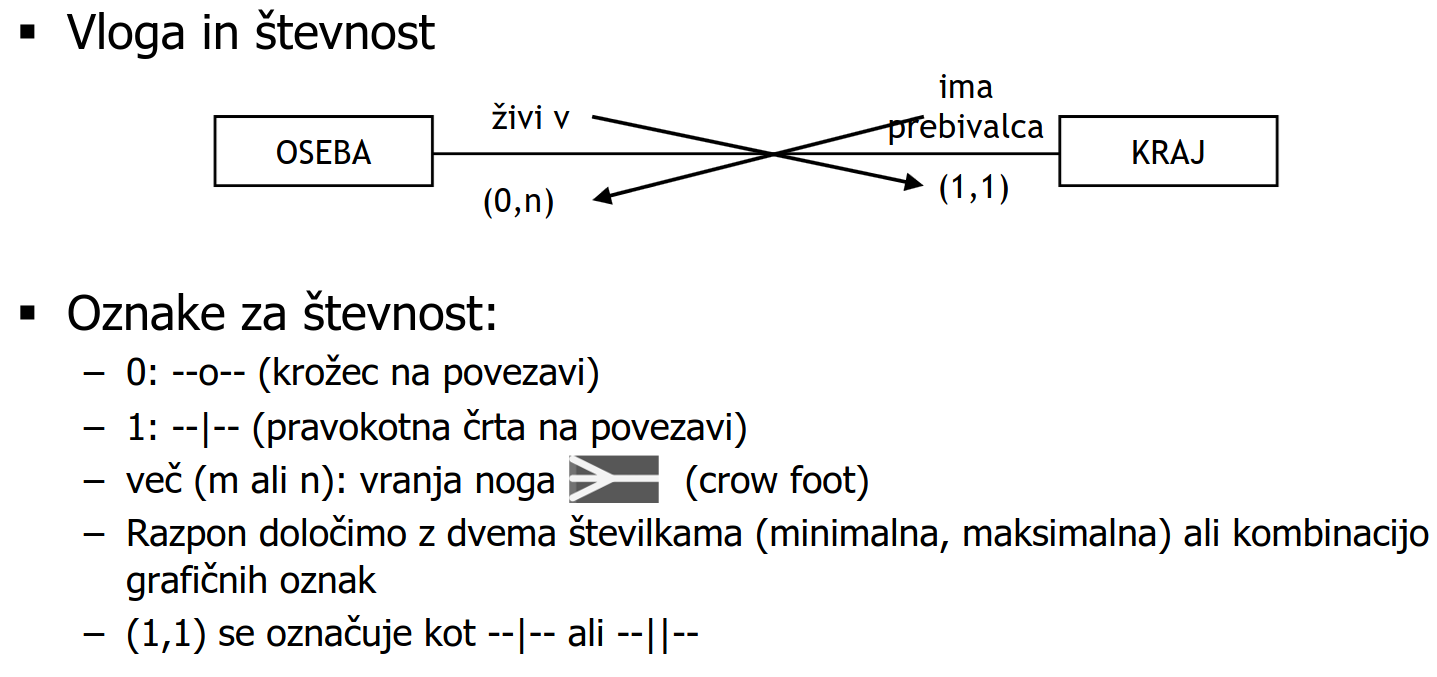 ▪ Vloga in števnost
ima
živi v
prebivalca
OSEBA
KRAJ
(0,n)
(1,1)
▪ Oznake za števnost:
– 0: --o-- (krožec na povezavi)
– 1: --|-- (pravokotna črta na povezavi)
– več (m ali n): vranja noga (crow foot)
– Razpon določimo z dvema številkama (minimalna, maksimalna) ali kombinacijo
grafičnih oznak
– (1,1) se označuje kot --|-- ali --||--